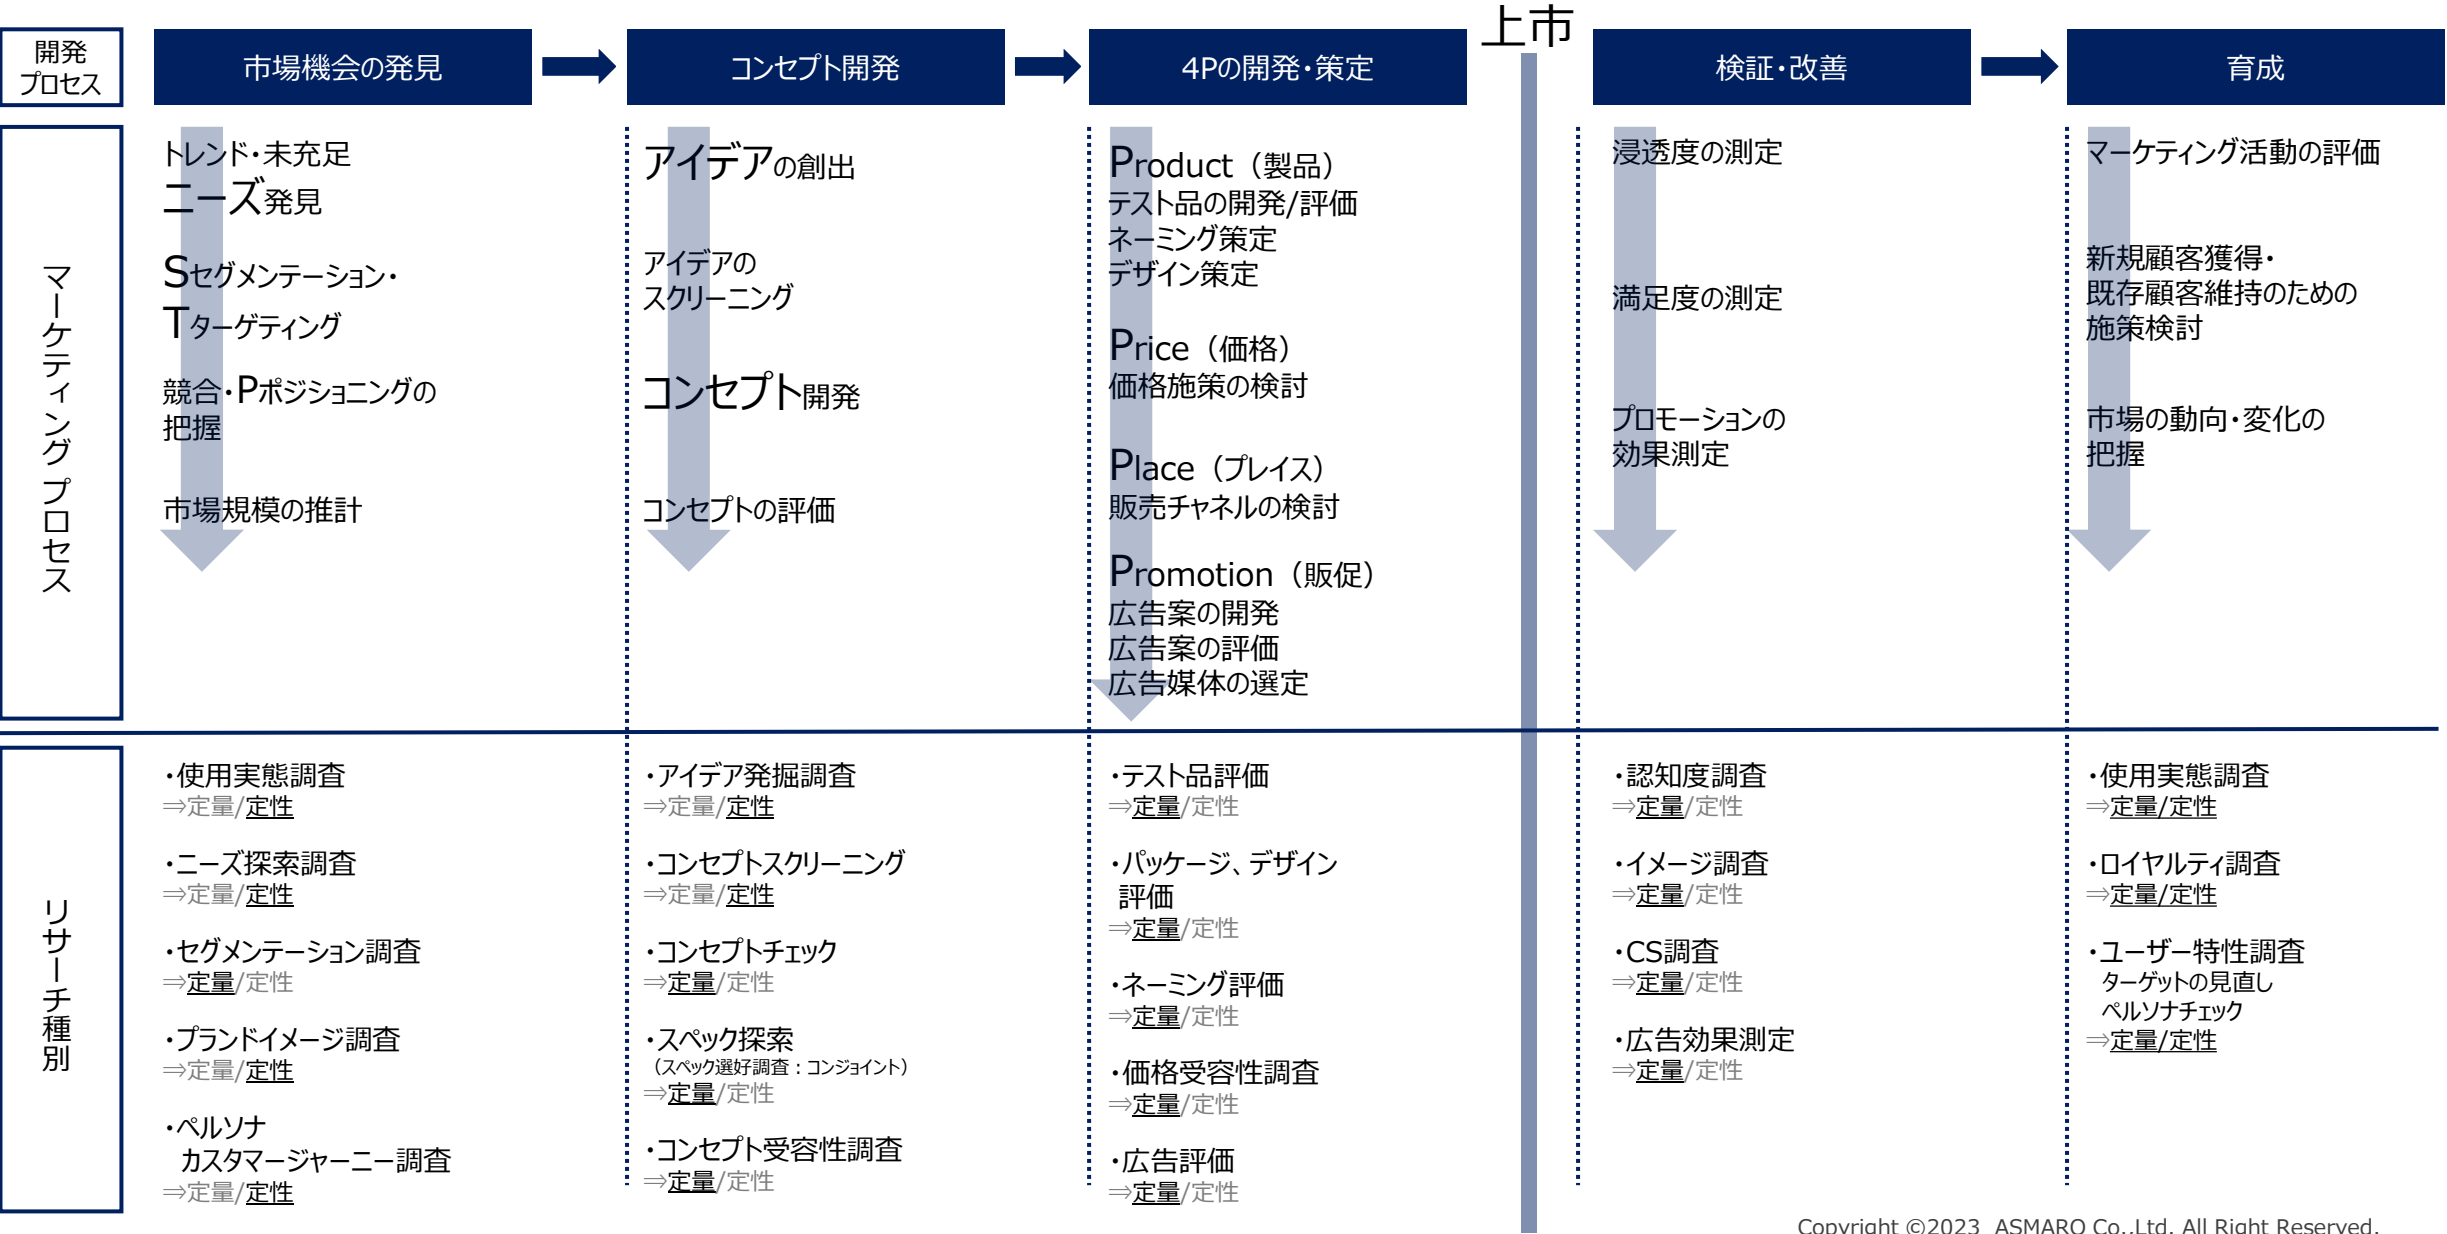 上市
開発
プロセス
市場機会の発見
コンセプト開発
4Pの開発・策定
検証・改善
育成
マーケティングプロセス
トレンド・未充足
ニーズ発見
Sセグメンテーション・
Tターゲティング
競合・Pポジショニングの
把握
市場規模の推計
アイデアの創出
アイデアの
スクリーニング
コンセプト開発
コンセプトの評価
Product（製品）
テスト品の開発/評価
ネーミング策定
デザイン策定
Price（価格）
価格施策の検討
Place（プレイス）
販売チャネルの検討
Promotion（販促）
広告案の開発
広告案の評価
広告媒体の選定
浸透度の測定
満足度の測定
プロモーションの
効果測定
マーケティング活動の評価
新規顧客獲得・
既存顧客維持のための
施策検討
市場の動向・変化の
把握
リサーチ種別
・使用実態調査
⇒定量/定性
・ニーズ探索調査
⇒定量/定性
・セグメンテーション調査
⇒定量/定性
・ブランドイメージ調査
⇒定量/定性
・ペルソナ
カスタマージャーニー調査
⇒定量/定性
・アイデア発掘調査
⇒定量/定性
・コンセプトスクリーニング
⇒定量/定性
・コンセプトチェック
⇒定量/定性
・スペック探索
（スペック選好調査：コンジョイント）
⇒定量/定性
・コンセプト受容性調査
⇒定量/定性
・テスト品評価
⇒定量/定性
・パッケージ、デザイン
評価
⇒定量/定性
・ネーミング評価
⇒定量/定性
・価格受容性調査
⇒定量/定性
・広告評価
⇒定量/定性
・認知度調査
⇒定量/定性
・イメージ調査
⇒定量/定性
・CS調査
⇒定量/定性
・広告効果測定
⇒定量/定性
・使用実態調査
⇒定量/定性
・ロイヤルティ調査
⇒定量/定性
・ユーザー特性調査
ターゲットの見直し
ペルソナチェック
⇒定量/定性
Copyright ©2023 ASMARO Co.,Ltd. All Right Reserved.